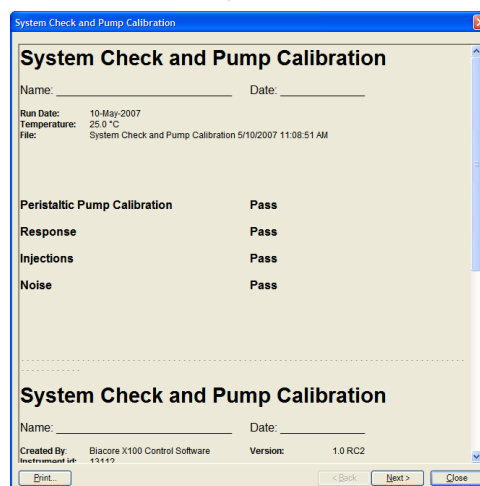 System Check and Pump Calibration
System Check and Pump Calibration
Name: Date:
Run Date: 10-May-2007
Temperature: 25.0 °C
File: System Check and Pump Calibration 5/10/2007 11:08:51 AM
Peristaltic Pump Calibration Pass
Response Pass
Injections Pass
Noise Pass
System Check and Pump Calibration
Name: Date:
Created By: Biacore X100 Control Software Version: 1.0 RC2
Instrument id: 13112
Print... < Back Next > Close